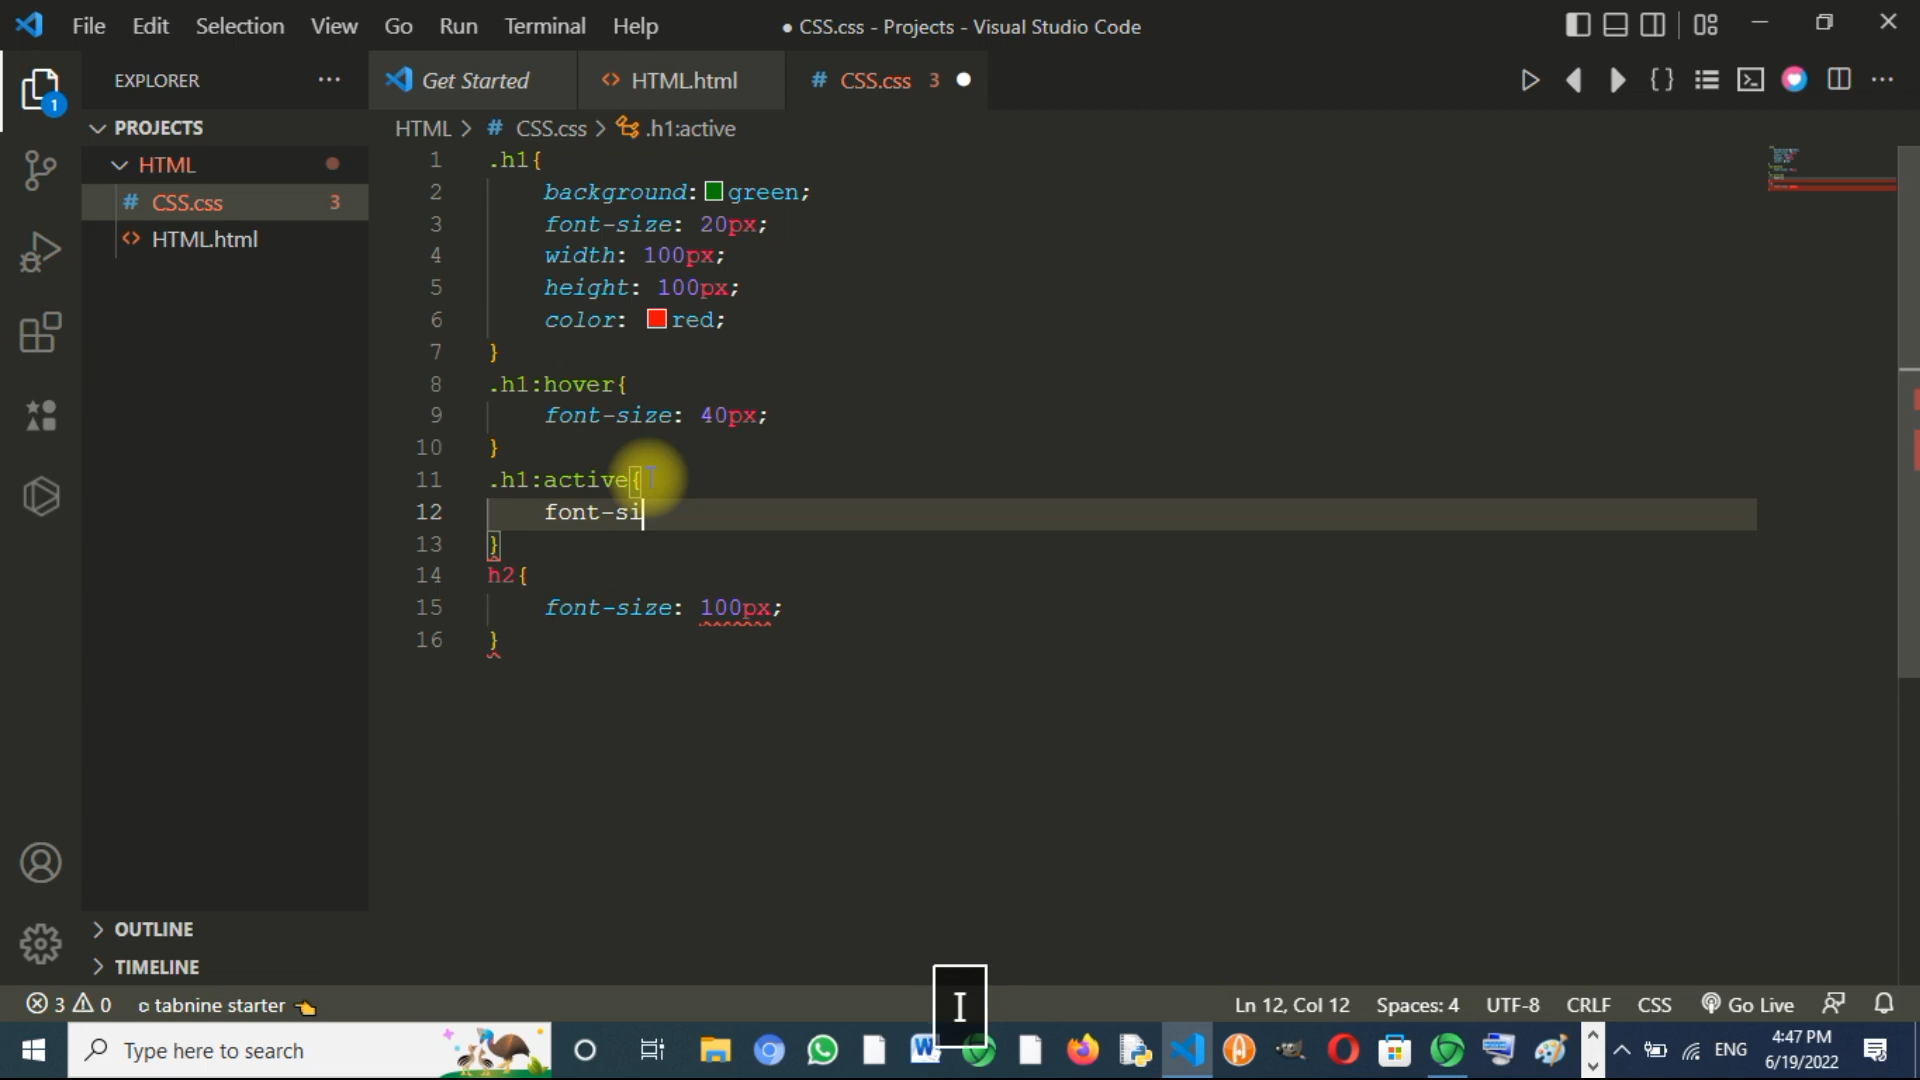 File Edit Selection View Go Run Terminal Help
● CSS.css - Projects - Visual Studio Code
EXPLORER
Get Started
HTML.html
# CSS.css 3
PROJECTS
HTML
# CSS.css 3
HTML.html
1
HTML > # CSS.css > .h1:active
1 .h1{
2 background: green;
3 font-size: 20px;
4 width: 100px;
5 height: 100px;
6 color: red;
7 }
8 .h1:hover{
9 font-size: 40px;
10 }
11 .h1:active{
12 font-si
13 }
14 h2{
15 font-size: 100px;
16 }
OUTLINE
TIMELINE
3 0 tabnine starter
I
Ln 12, Col 12 Spaces: 4 UTF-8 CRLF CSS Go Live
Type here to search
ENG
4:47 PM
6/19/2022